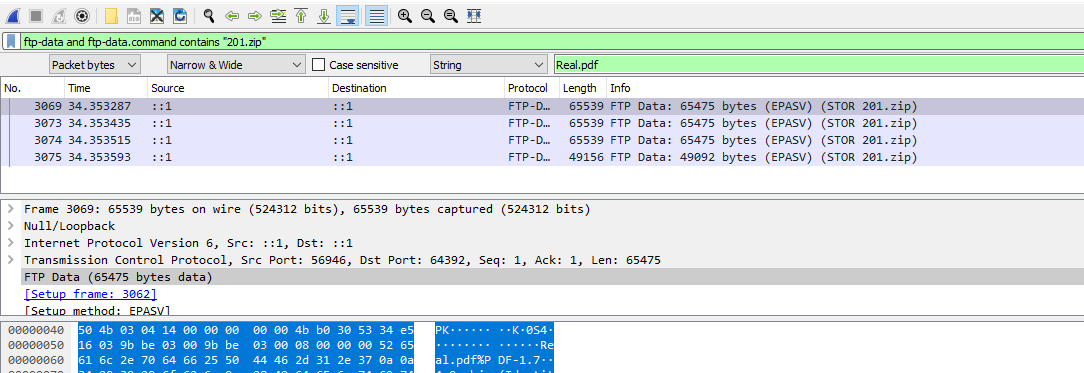 ftp-data and ftp-data.command contains "201.zip"
Packet bytes Narrow & Wide Case sensitive String Real.pdf
No. Time Source Destination Protocol Length Info
3069 34.353287 ::1 ::1 FTP-D… 65539 FTP Data: 65475 bytes (EPASV) (STOR 201.zip)
3073 34.353435 ::1 ::1 FTP-D… 65539 FTP Data: 65475 bytes (EPASV) (STOR 201.zip)
3074 34.353515 ::1 ::1 FTP-D… 65539 FTP Data: 65475 bytes (EPASV) (STOR 201.zip)
3075 34.353593 ::1 ::1 FTP-D… 49156 FTP Data: 49092 bytes (EPASV) (STOR 201.zip)
Frame 3069: 65539 bytes on wire (524312 bits), 65539 bytes captured (524312 bits)
Null/Loopback
Internet Protocol Version 6, Src: ::1, Dst: ::1
Transmission Control Protocol, Src Port: 56946, Dst Port: 64392, Seq: 1, Ack: 1, Len: 65475
FTP Data (65475 bytes data)
[Setup frame: 3062]
[Setup method: EPASV]
00000040 50 4b 03 04 14 00 00 00 00 00 4b b0 30 53 34 e5 PK······ ··K·0S4·
00000050 16 03 9b be 03 00 9b be 03 00 08 00 00 00 52 65 ········ ······Re
00000060 61 6c 2e 70 64 66 25 50 44 46 2d 31 2e 37 0a 0a al.pdf%P DF-1.7··